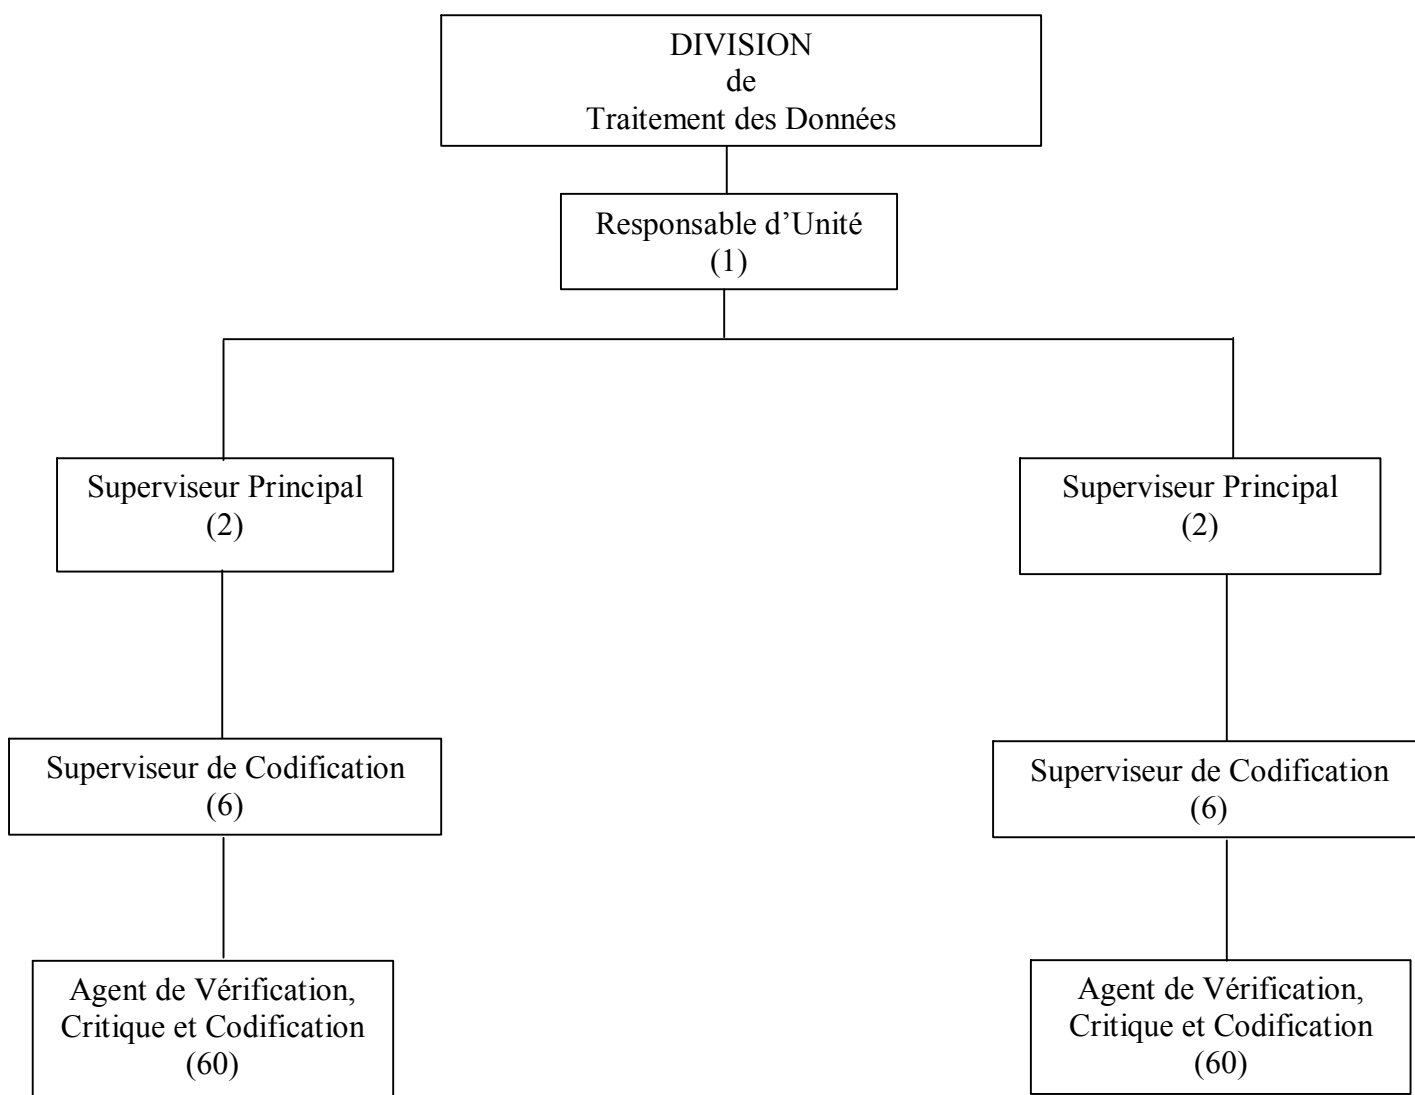 DIVISION
de
Traitement des Données
Responsable d’Unité
(1)
Superviseur Principal
(2)
Superviseur Principal
(2)
Superviseur de Codification
(6)
Superviseur de Codification
(6)
Agent de Vérification,
Critique et Codification
(60)
Agent de Vérification,
Critique et Codification
(60)